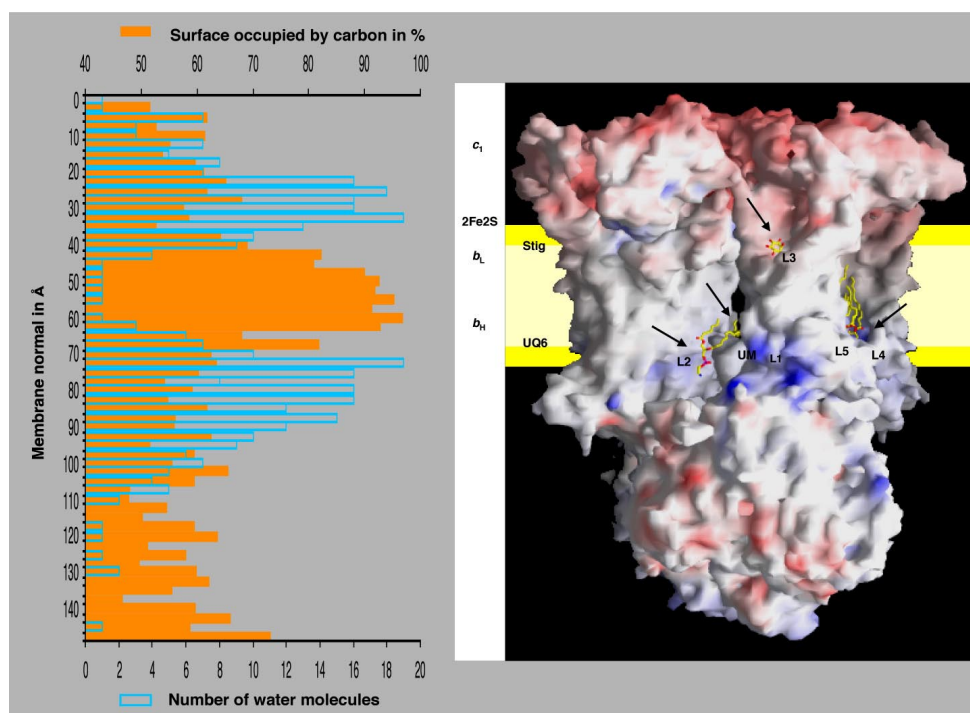 Surface occupied by carbon in %
40 50 60 70 80 90 100
Membrane normal in Å
0
10
20
30
40
50
60
70
80
90
100
110
120
130
140
0 2 4 6 8 10 12 14 16 18 20
Number of water molecules
c1
2Fe2S
Stig
bL
bH
UQ6
L3
L2 UM L1 L5 L4